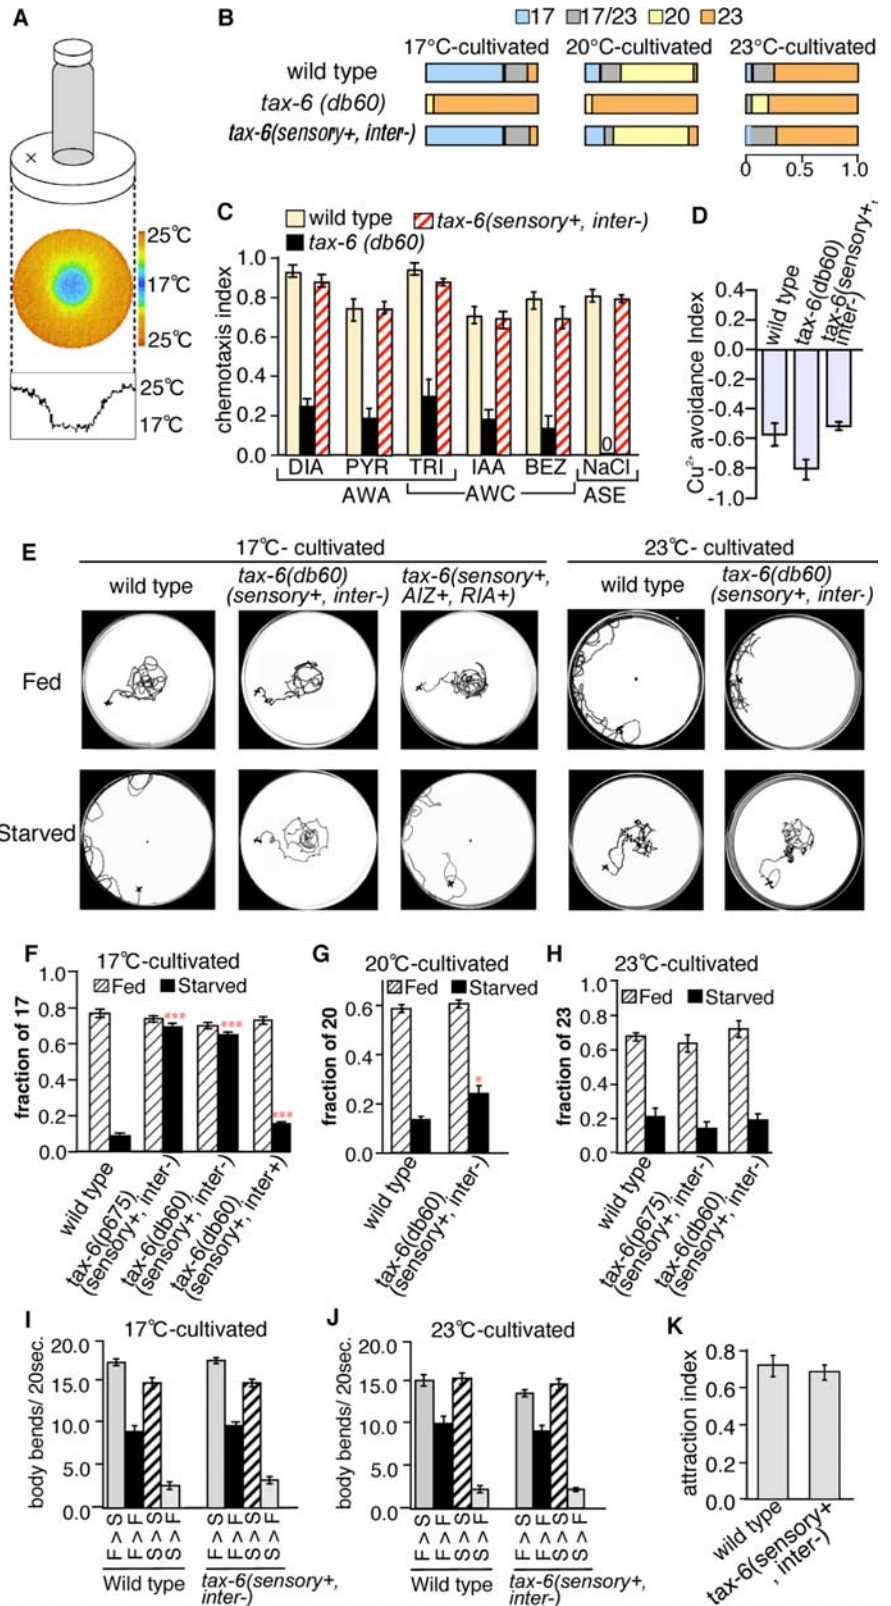 A
25℃
17℃
25℃
25℃
17℃
B
17 17/23 20 23
17°C-cultivated 20°C-cultivated 23°C-cultivated
wild type
tax-6 (db60)
tax-6(sensory+, inter-)
0 0.5 1.0
C
wild type tax-6(sensory+, inter-)
tax-6 (db60)
chemotaxis index
1.0
0.8
0.6
0.4
0.2
0.0
0
DIA PYR TRI IAA BEZ NaCl
AWA AWC ASE
D
wild type
tax-6(db60)
tax-6(sensory+,
inter-)
Cu2+ avoidance Index
0.4
0.2
0.0
-0.2
-0.4
-0.6
-0.8
-1.0
E
17℃- cultivated 23℃- cultivated
wild type
tax-6(db60)
(sensory+, inter-)
tax-6(sensory+,
AIZ+, RIA+)
wild type
tax-6(db60)
(sensory+, inter-)
Fed
Starved
F
17℃-cultivated
Fed Starved
fraction of 17
1.0
0.8
0.6
0.4
0.2
0.0
*** *** ***
wild type
tax-6(p675)
(sensory+, inter-)
tax-6(db60)
(sensory+, inter-)
tax-6(db60)
(sensory+, inter+)
G
20℃-cultivated
Fed Starved
fraction of 20
0.6
0.4
0.2
0.0
*
wild type
tax-6(db60)
(sensory+, inter-)
H
23℃-cultivated
Fed Starved
fraction of 23
1.0
0.8
0.6
0.4
0.2
0.0
wild type
tax-6(p675)
(sensory+, inter-)
tax-6(db60)
(sensory+, inter-)
I
17℃-cultivated
body bends/ 20sec.
20.0
15.0
10.0
5.0
0.0
F > S
F > F
S > S
S > F
F > S
F > F
S > S
S > F
Wild type
tax-6(sensory+,
inter-)
J
23℃-cultivated
body bends/ 20sec.
20.0
15.0
10.0
5.0
0.0
F > S
F > F
S > S
S > F
F > S
F > F
S > S
S > F
Wild type
tax-6(sensory+,
inter-)
K
attraction index
0.8
0.6
0.4
0.2
0.0
wild type
tax-6(sensory+
, inter-)